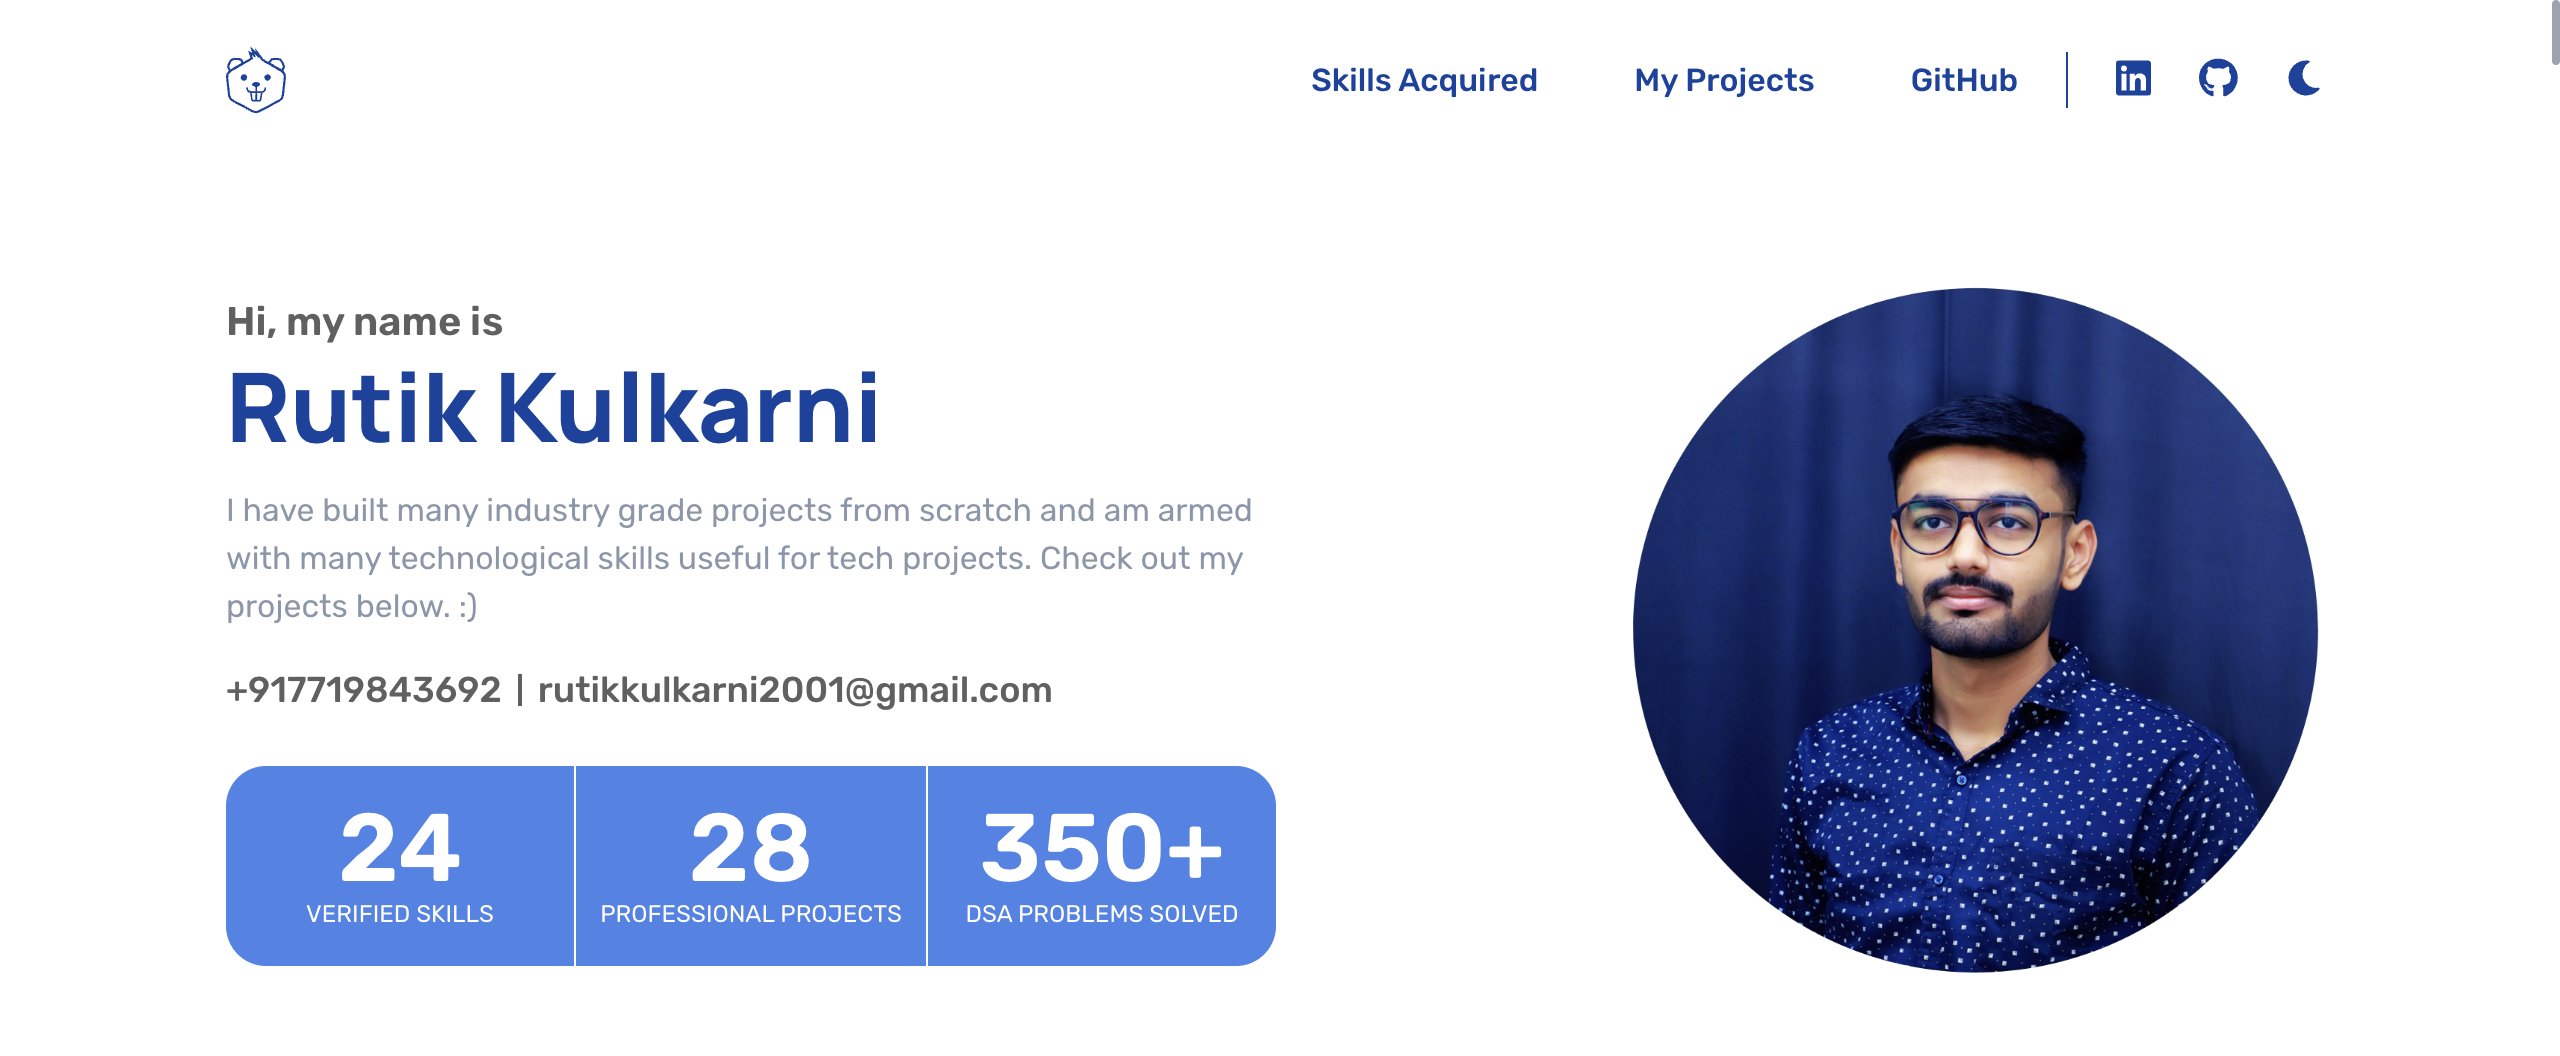 Skills Acquired My Projects GitHub
Hi, my name is
Rutik Kulkarni
I have built many industry grade projects from scratch and am armed
with many technological skills useful for tech projects. Check out my
projects below. :)
+917719843692 | rutikkulkarni2001@gmail.com
24 28 350+
VERIFIED SKILLS PROFESSIONAL PROJECTS DSA PROBLEMS SOLVED